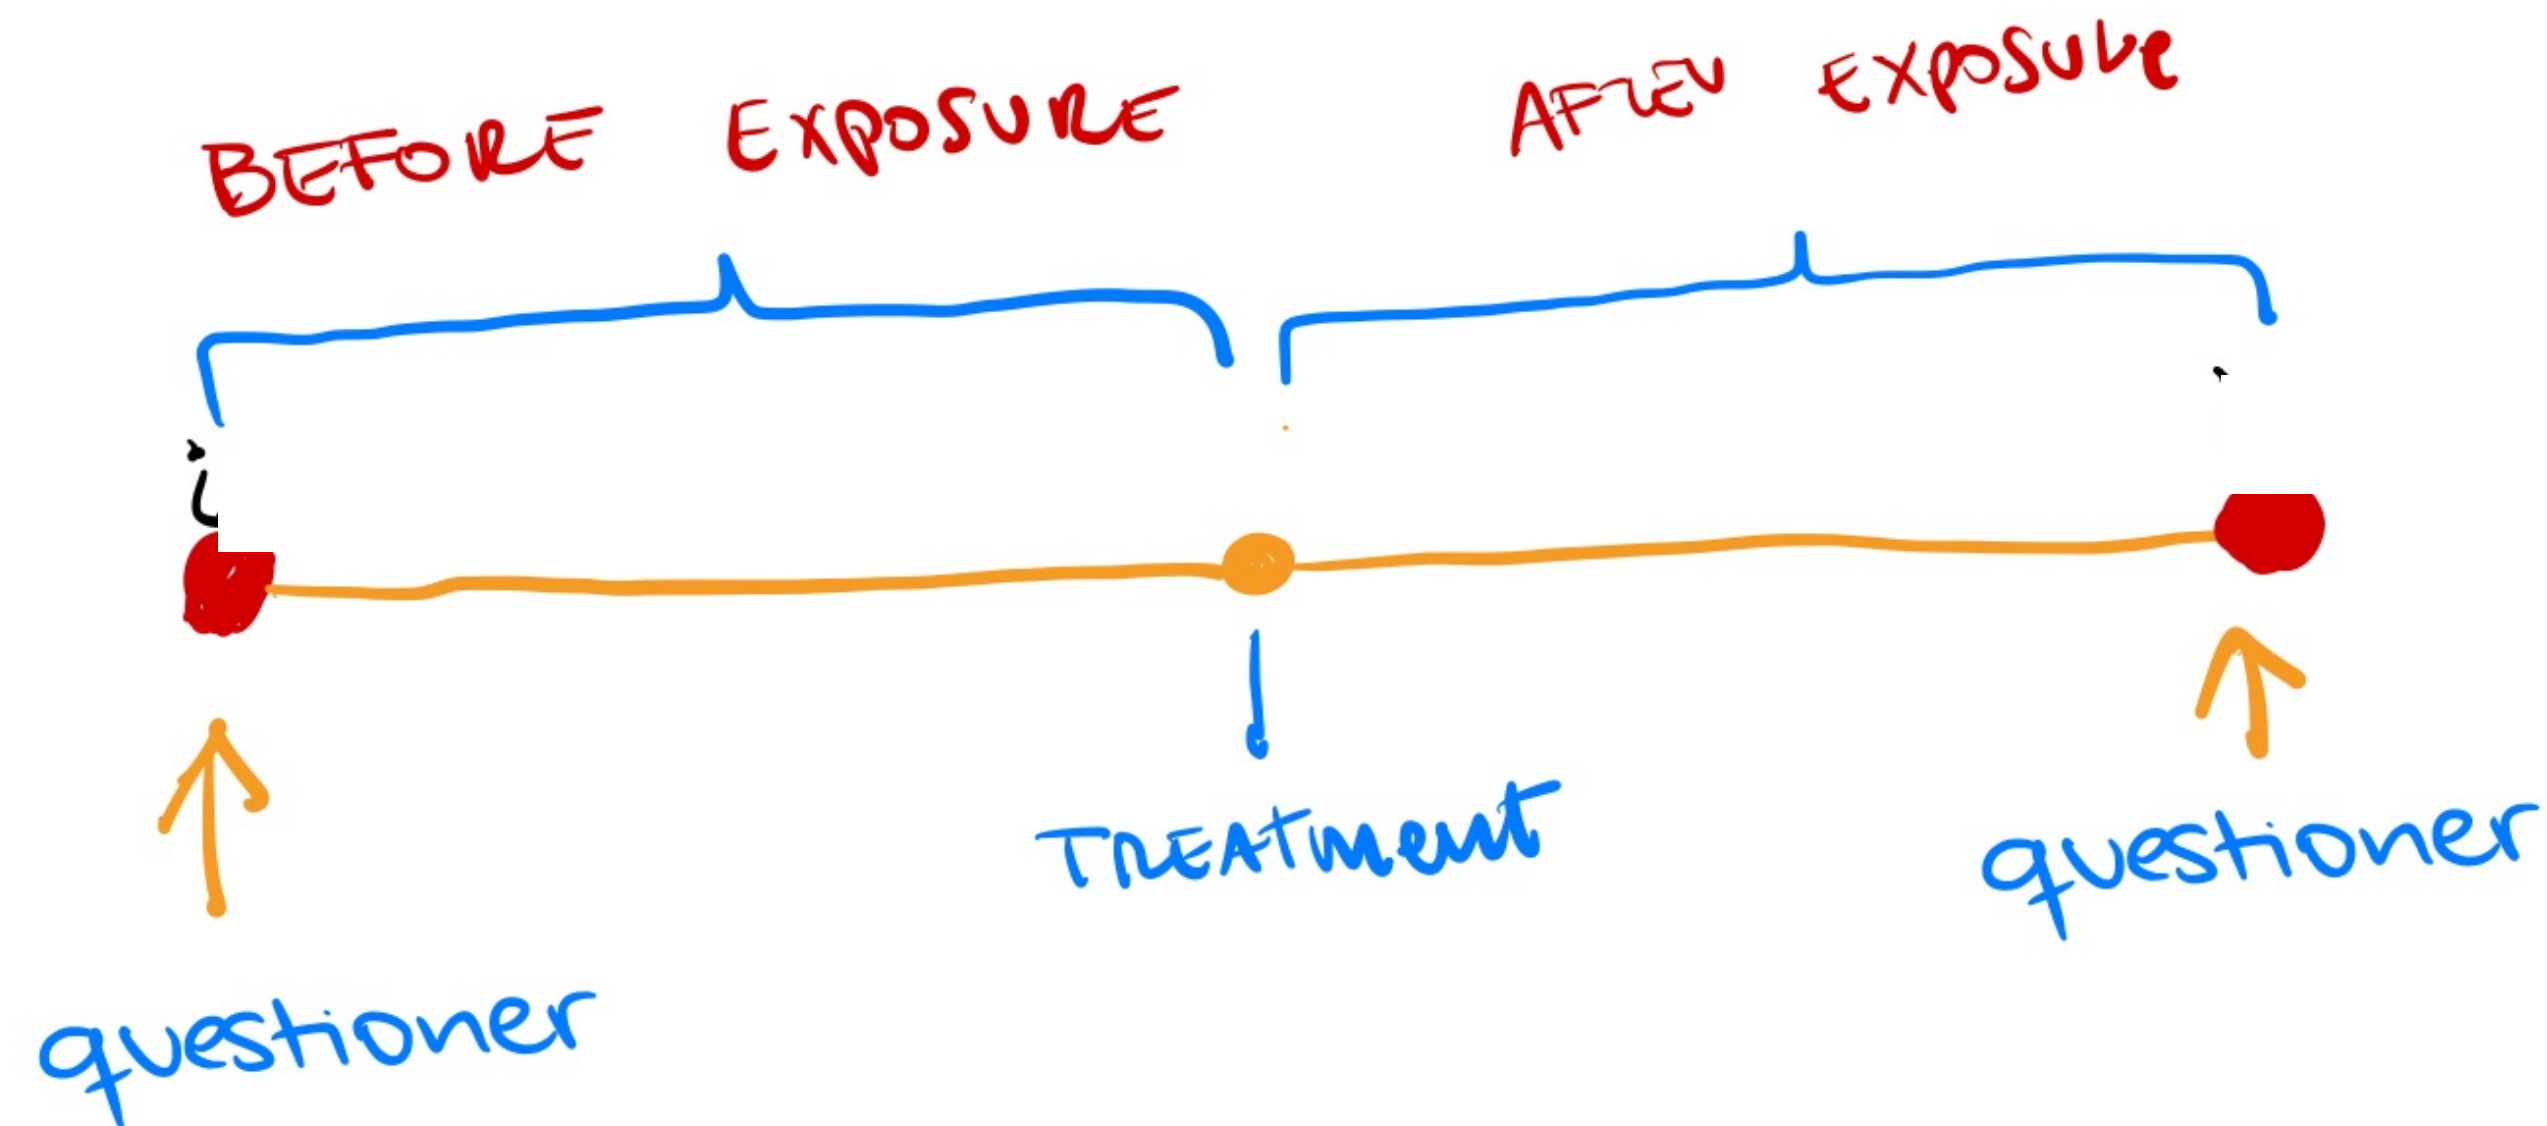 BEFORE EXPOSURE
AFTER EXPOSURE
TREATment
questioner
questioner